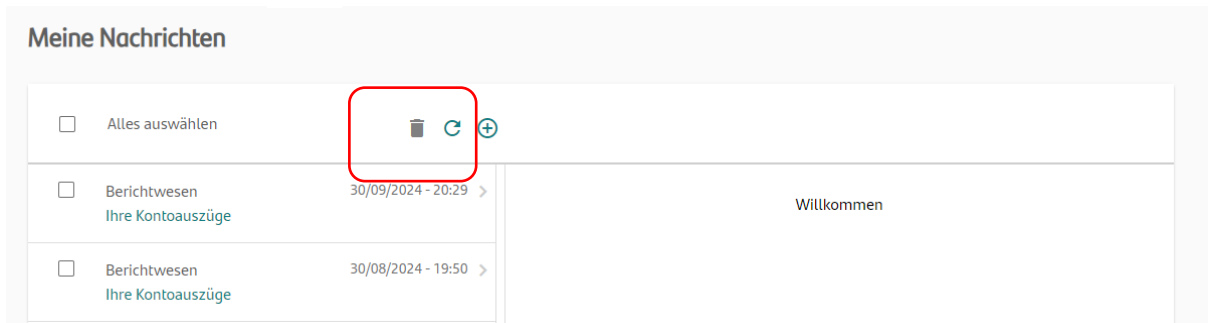 Meine Nachrichten
Alles auswählen
Berichtwesen 30/09/2024 - 20:29
Ihre Kontoauszüge
Willkommen
Berichtwesen 30/08/2024 - 19:50
Ihre Kontoauszüge